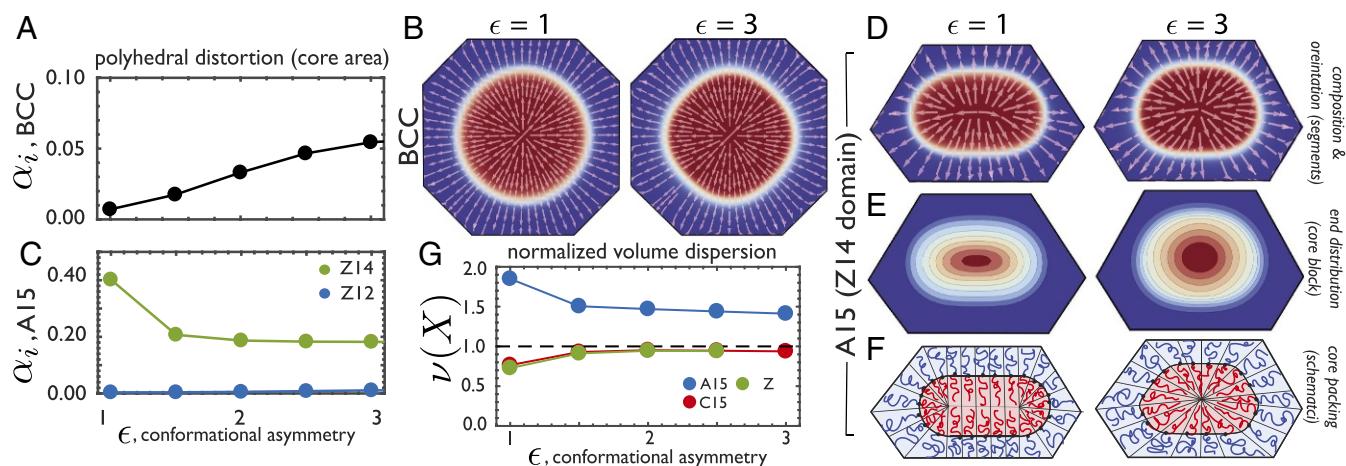 A
polyhedral distortion (core area)
αi, BCC
0.10
0.05
0.00
B
ϵ = 1
ϵ = 3
BCC
C
αi, A15
0.40
0.20
0.00
Z14
Z12
1
2
3
ϵ, conformational asymmetry
G
normalized volume dispersion
ν(X)
2.0
1.5
1.0
0.5
0.0
A15
Z
C15
1
2
3
ϵ, conformational asymmetry
A15 (Z14 domain)
D
ϵ = 1
ϵ = 3
composition &
oreintation (segments)
E
end distribution
(core block)
F
core packing
(schematci)